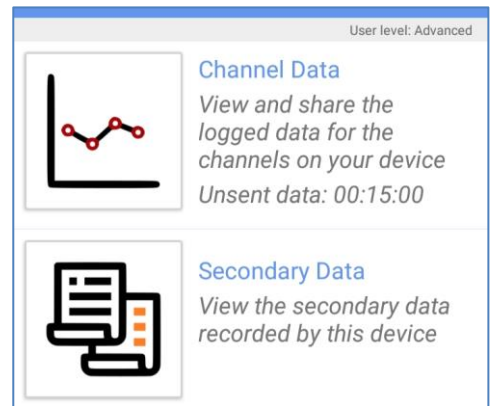 User level: Advanced
Channel Data
View and share the
logged data for the
channels on your device
Unsent data: 00:15:00
Secondary Data
View the secondary data
recorded by this device